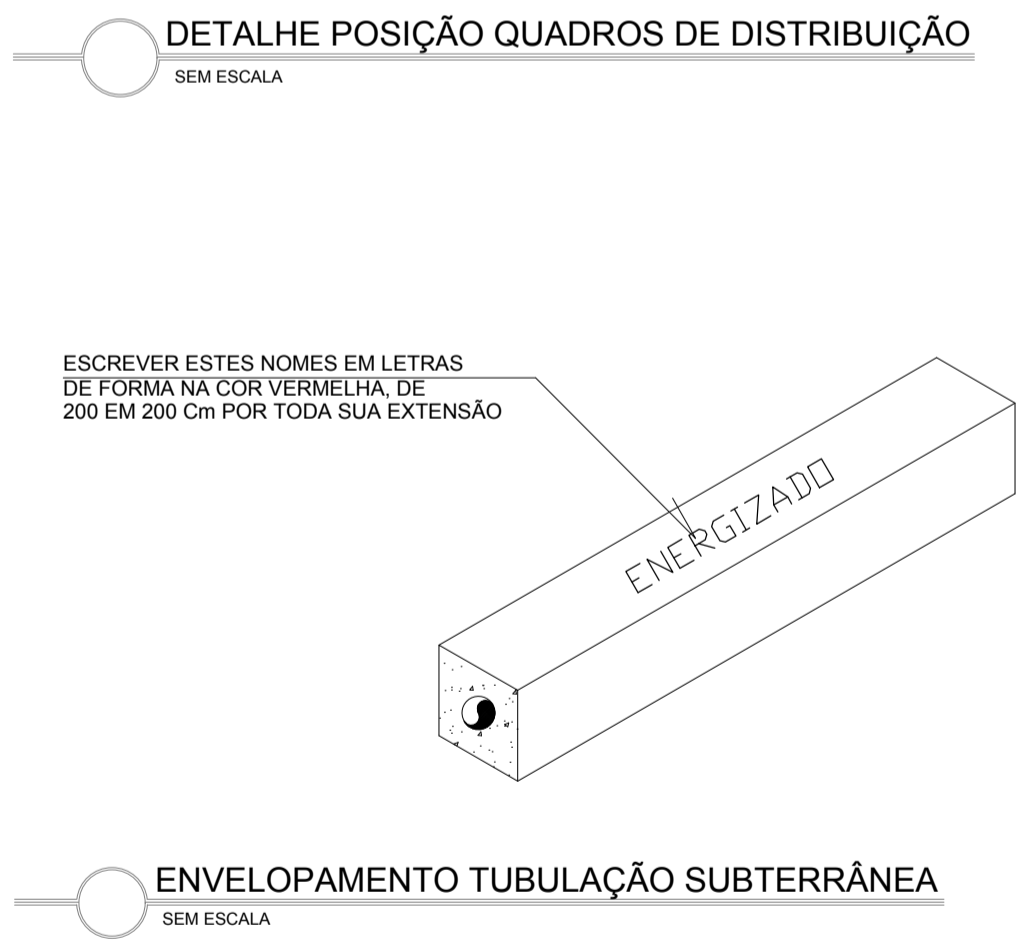 DETALHE POSIÇÃO QUADROS DE DISTRIBUIÇÃO
SEM ESCALA
ESCREVER ESTES NOMES EM LETRAS
DE FORMA NA COR VERMELHA, DE
200 EM 200 Cm POR TODA SUA EXTENSÃO
ENERGIZADO
ENVELOPAMENTO TUBULAÇÃO SUBTERRÂNEA
SEM ESCALA